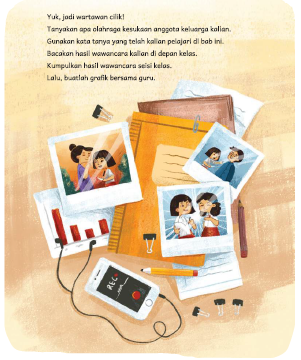 Yuk, jadi wartawan cilik!
Tanyakan apa olahraga kesukaan anggota keluarga kalian.
Gunakan kata tanya yang telah kalian pelajari di bab ini.
Bacakan hasil wawancara kalian di depan kelas.
Kumpulkan hasil wawancara seisi kelas.
Lalu, buatlah grafik bersama guru.
REC